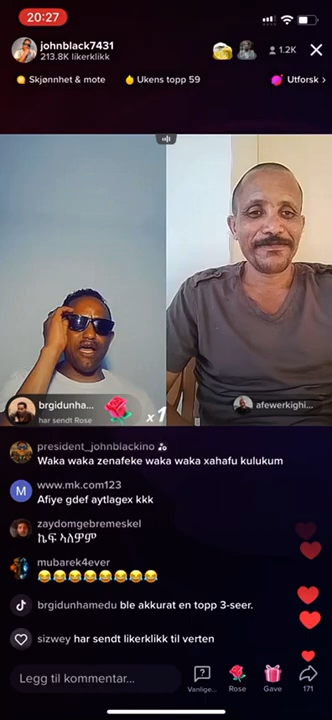 20:27
johnblack7431
213.8K likerklikk
1.2K
Skjønnhet & mote
Ukens topp 59
Utforsk >
brgidunha...
har sendt Rose
x1
afewerkighi...
president_johnblackino
Waka waka zenafeke waka waka xahafu kulukum
M
www.mk.com123
Afiye gdef aytlagex kkk
zaydomgebremeskel
ኬፍ ኣለዎም
mubarek4ever
😂😂😂😂😂😂😂😂😂
brgidunhamedu ble akkurat en topp 3-seer.
sizwey har sendt likerklikk til verten
Legg til kommentar...
Vanlige...
Rose
Gave
171